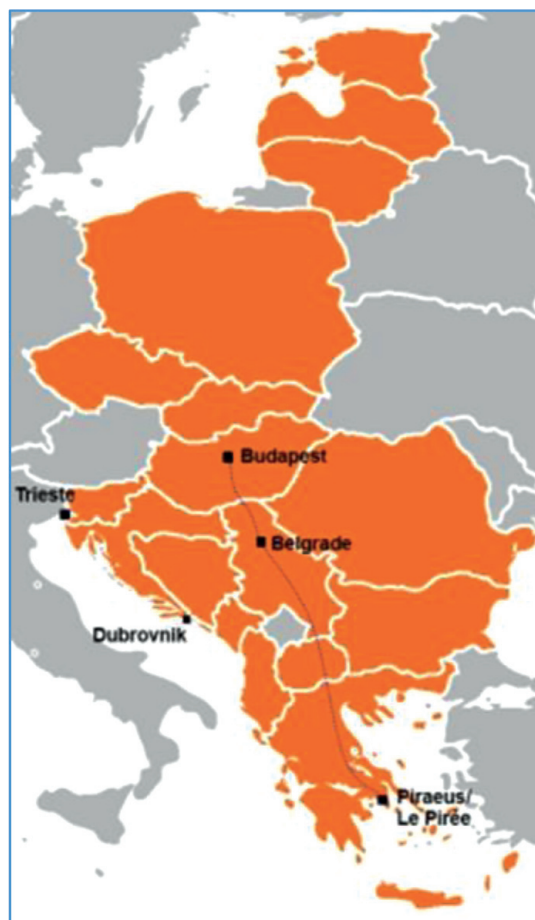 Budapest
Trieste
Belgrade
Dubrovnik
Piraeus/
Le Pirée